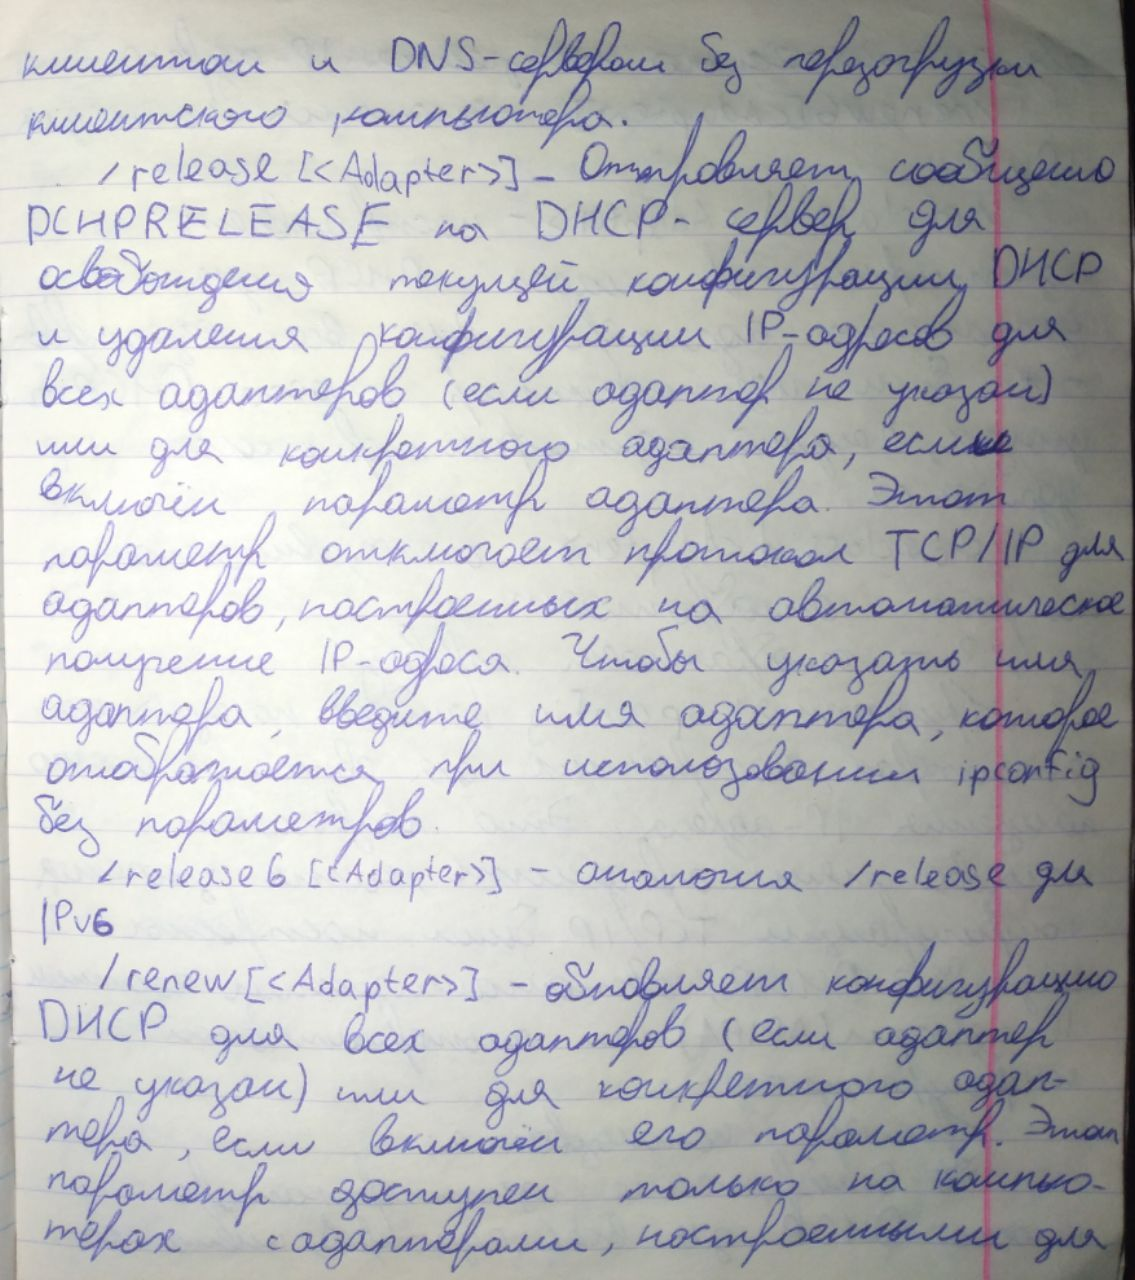 клиентом и DNS-сервером без перезагрузки
клиентского компьютера.
/release [<Adapter>] - Отправляет сообщению
DCHPRELEASE на DHCP- сервер для
освобождения текущей конфигурации DHCP
и удаления конфигурации IP-адресов для
всех адаптеров (если адаптер не указан)
или для конкретного адаптера, если
включён параметр адаптера. Этот
параметр отключает протокол TCP/IP для
адаптеров, настроенных на автоматическое
получение IP-адреса. Чтобы указать имя
адаптера, введите имя адаптера, которое
отображается при использовании ipconfig
без параметров.
/release6 [<Adapter>] - аналогия /release для
IPv6
/renew [<Adapter>] - обновляет конфигурацию
DHCP для всех адаптеров (если адаптер
не указан) или для конкретного адап-
тера, если включён его параметр. Этот
параметр доступен только на компью-
терах с адаптерами, настроенными для